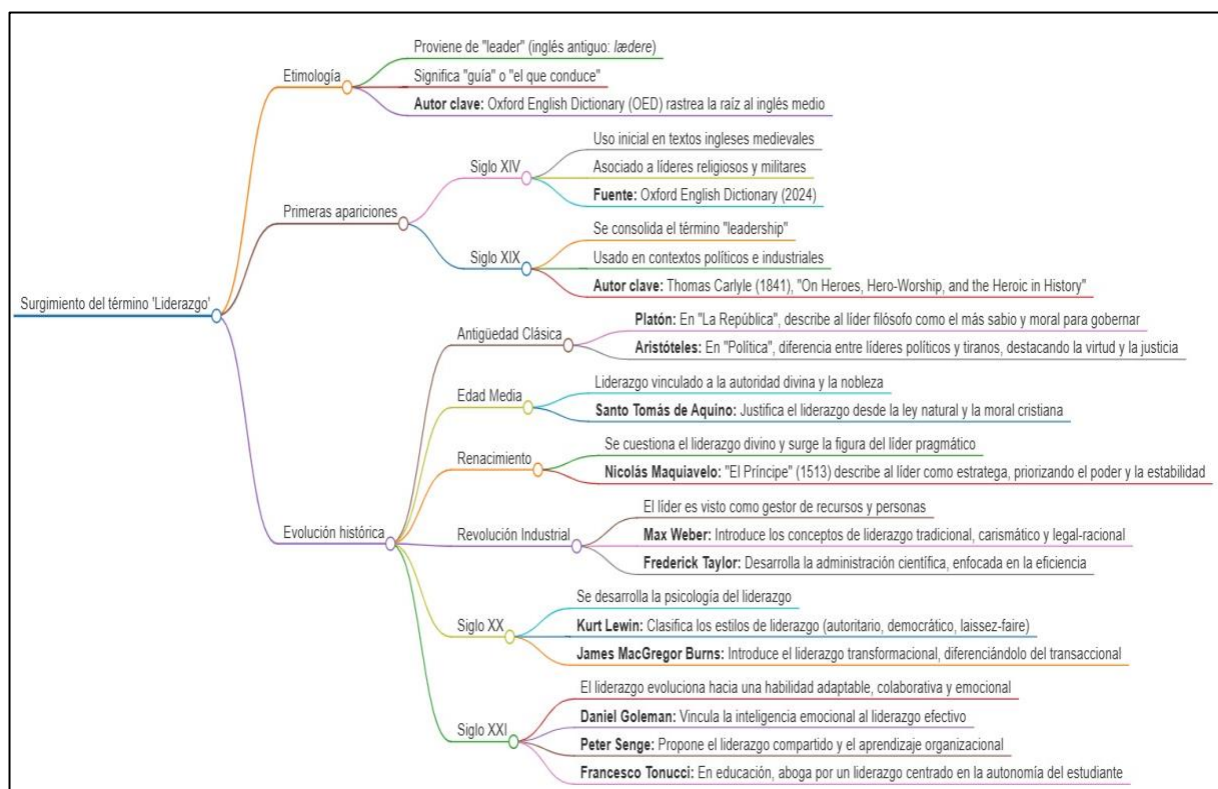 Surgimiento del término 'Liderazgo'
Etimología
Proviene de "leader" (inglés antiguo: lædere)
Significa "guía" o "el que conduce"
Autor clave: Oxford English Dictionary (OED) rastrea la raíz al inglés medio
Primeras apariciones
Siglo XIV
Uso inicial en textos ingleses medievales
Asociado a líderes religiosos y militares
Fuente: Oxford English Dictionary (2024)
Siglo XIX
Se consolida el término "leadership"
Usado en contextos políticos e industriales
Autor clave: Thomas Carlyle (1841), "On Heroes, Hero-Worship, and the Heroic in History"
Evolución histórica
Antigüedad Clásica
Platón: En "La República", describe al líder filósofo como el más sabio y moral para gobernar
Aristóteles: En "Política", diferencia entre líderes políticos y tiranos, destacando la virtud y la justicia
Edad Media
Liderazgo vinculado a la autoridad divina y la nobleza
Santo Tomás de Aquino: Justifica el liderazgo desde la ley natural y la moral cristiana
Renacimiento
Se cuestiona el liderazgo divino y surge la figura del líder pragmático
Nicolás Maquiavelo: "El Príncipe" (1513) describe al líder como estratega, priorizando el poder y la estabilidad
Revolución Industrial
El líder es visto como gestor de recursos y personas
Max Weber: Introduce los conceptos de liderazgo tradicional, carismático y legal-racional
Frederick Taylor: Desarrolla la administración científica, enfocada en la eficiencia
Siglo XX
Se desarrolla la psicología del liderazgo
Kurt Lewin: Clasifica los estilos de liderazgo (autoritario, democrático, laissez-faire)
James MacGregor Burns: Introduce el liderazgo transformacional, diferenciándolo del transaccional
Siglo XXI
El liderazgo evoluciona hacia una habilidad adaptable, colaborativa y emocional
Daniel Goleman: Vincula la inteligencia emocional al liderazgo efectivo
Peter Senge: Propone el liderazgo compartido y el aprendizaje organizacional
Francesco Tonucci: En educación, aboga por un liderazgo centrado en la autonomía del estudiante